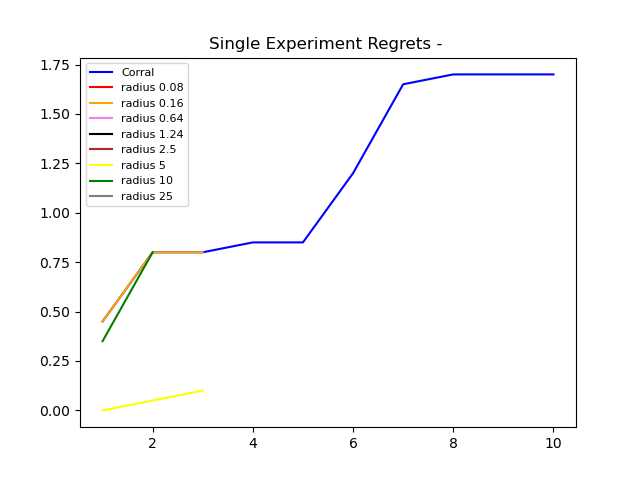 Single Experiment Regrets -
1.75
1.50
1.25
1.00
0.75
0.50
0.25
0.00
Corral
radius 0.08
radius 0.16
radius 0.64
radius 1.24
radius 2.5
radius 5
radius 10
radius 25
2
4
6
8
10